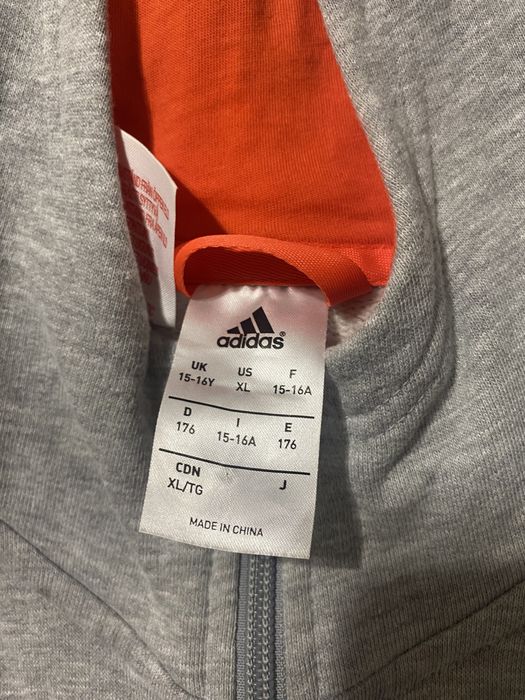 adidas®
UK US F
15-16Y XL 15-16A
D I E
176 15-16A 176
CDN J
XL/TG
MADE IN CHINA